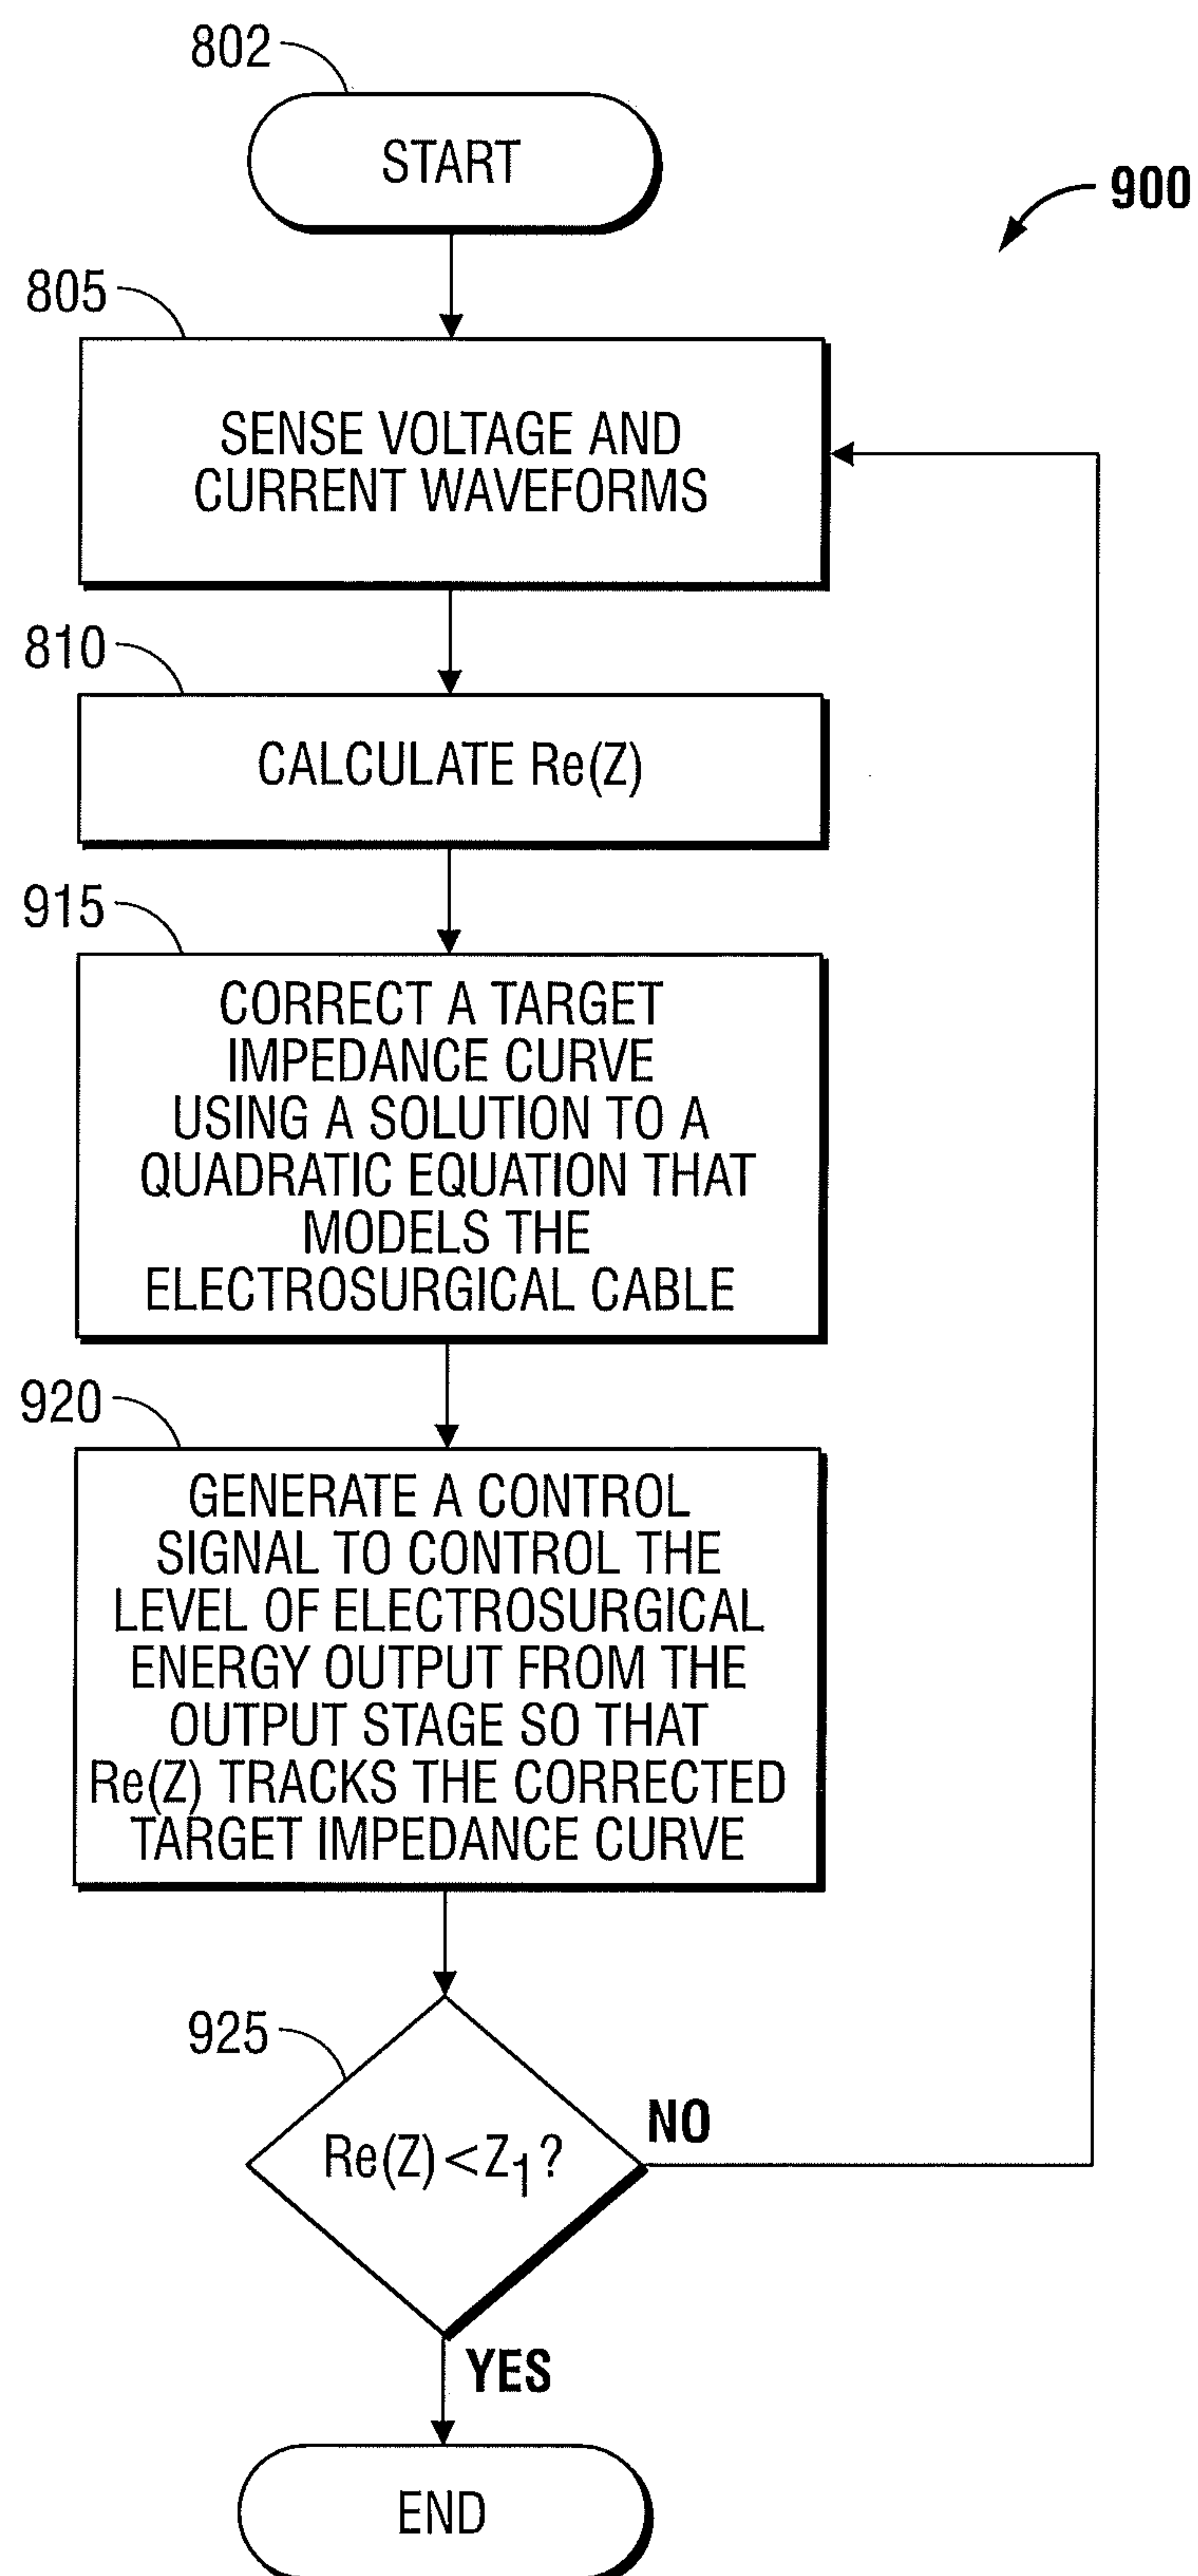 802
START
900
805
SENSE VOLTAGE AND
CURRENT WAVEFORMS
810
CALCULATE Re(Z)
915
CORRECT A TARGET
IMPEDANCE CURVE
USING A SOLUTION TO A
QUADRATIC EQUATION THAT
MODELS THE
ELECTROSURGICAL CABLE
920
GENERATE A CONTROL
SIGNAL TO CONTROL THE
LEVEL OF ELECTROSURGICAL
ENERGY OUTPUT FROM THE
OUTPUT STAGE SO THAT
Re(Z) TRACKS THE CORRECTED
TARGET IMPEDANCE CURVE
925
Re(Z)<Z1?
NO
YES
END